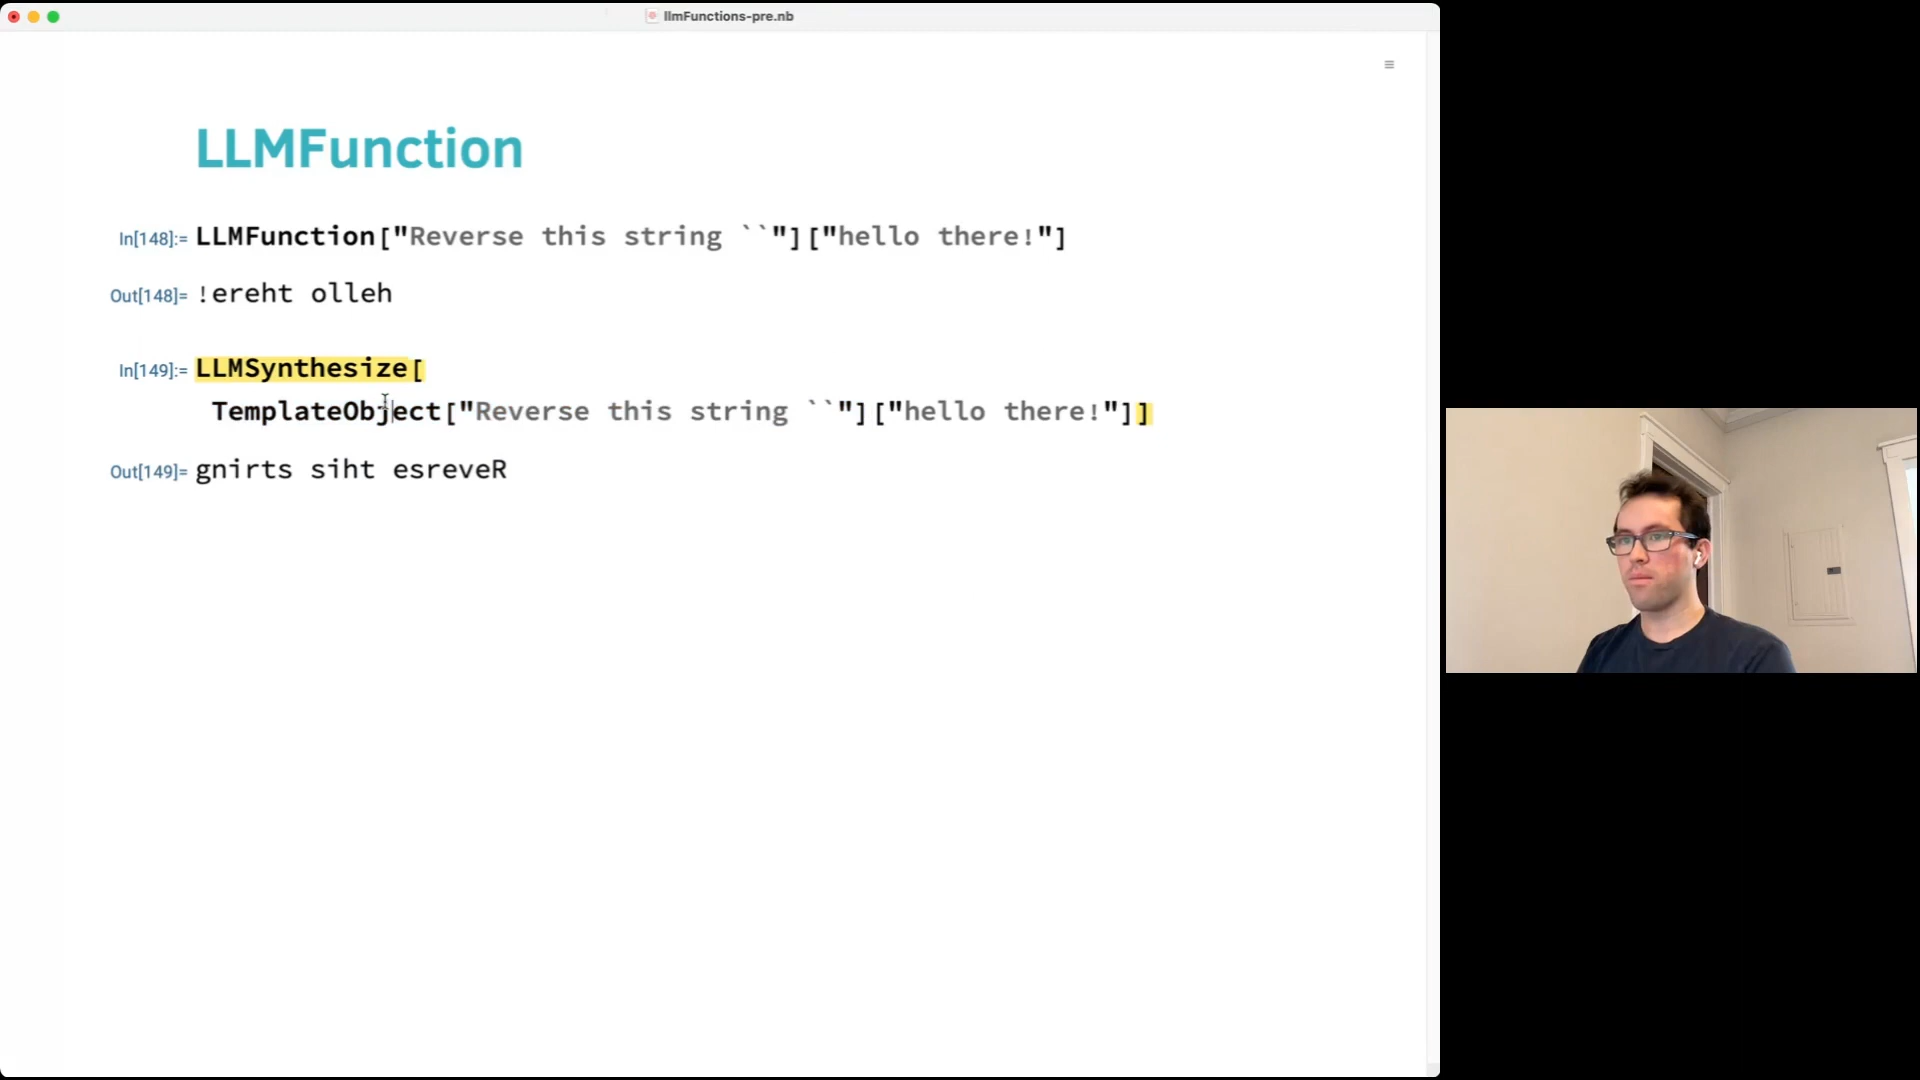 llmFunctions-pre.nb
≡
LLMFunction
In[148]:= LLMFunction["Reverse this string ``"]["hello there!"]
Out[148]= !ereht olleh
In[149]:= LLMSynthesize[
TemplateObject["Reverse this string ``"]["hello there!"]]
Out[149]= gnirts siht esreveR